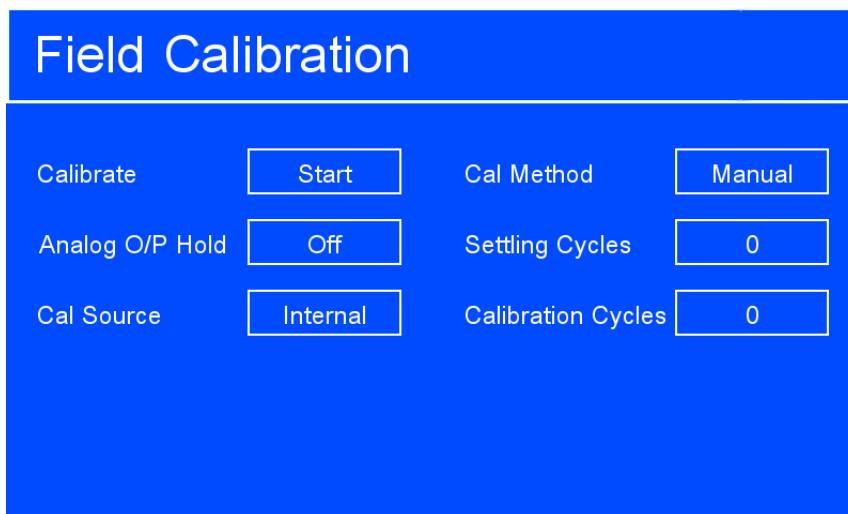 Field Calibration
Calibrate Start Cal Method Manual
Analog O/P Hold Off Settling Cycles 0
Cal Source Internal Calibration Cycles 0